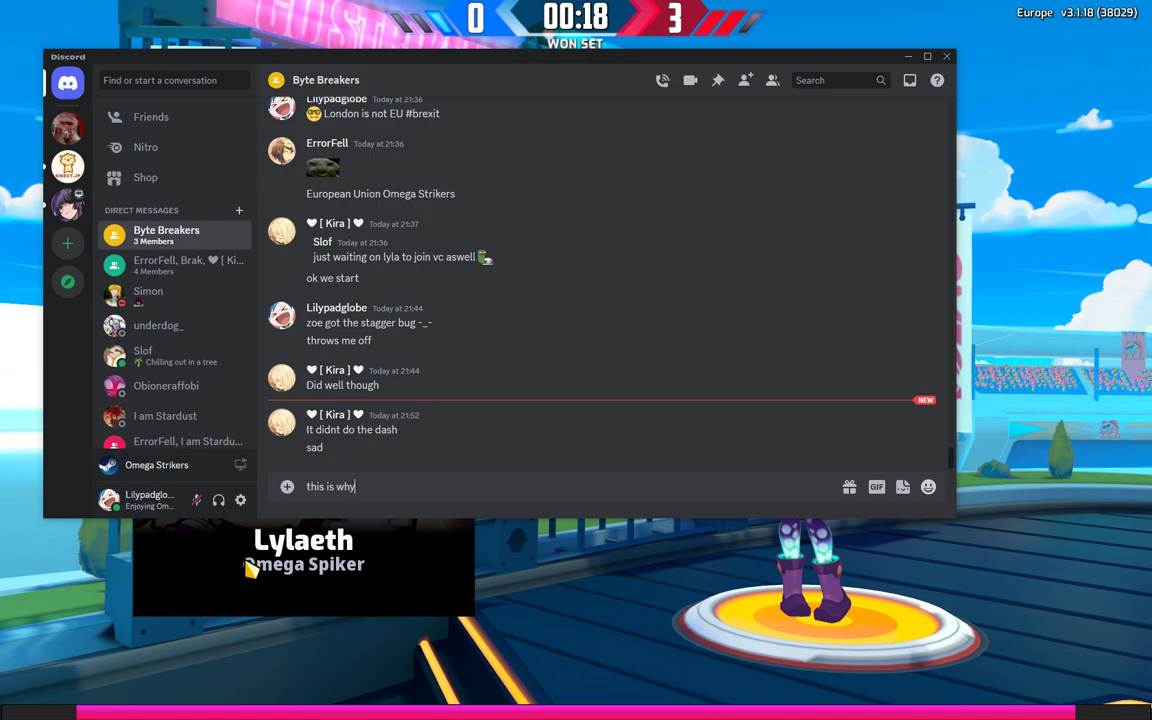 0
00:18
3
WON SET
Europe v3.1.18 (38029)
Discord
Find or start a conversation
Byte Breakers
Search
Friends
Nitro
Shop
DIRECT MESSAGES
Byte Breakers
3 Members
ErrorFell, Brak, ♥ [ Ki...
4 Members
Simon
underdog_
Slof
Chilling out in a tree
Obioneraffobi
I am Stardust
ErrorFell, I am Stardu...
Omega Strikers
Lilypadglo...
Enjoying Om...
Lilypadglobe Today at 21:36
🤓 London is not EU #brexit
ErrorFell Today at 21:36
European Union Omega Strikers
♥ [ Kira ] ♥ Today at 21:37
Slof Today at 21:36
just waiting on lyla to join vc aswell
ok we start
Lilypadglobe Today at 21:44
zoe got the stagger bug -_-
throws me off
♥ [ Kira ] ♥ Today at 21:44
Did well though
NEW
♥ [ Kira ] ♥ Today at 21:52
It didnt do the dash
sad
this is why
GIF
Lylaeth
Omega Spiker